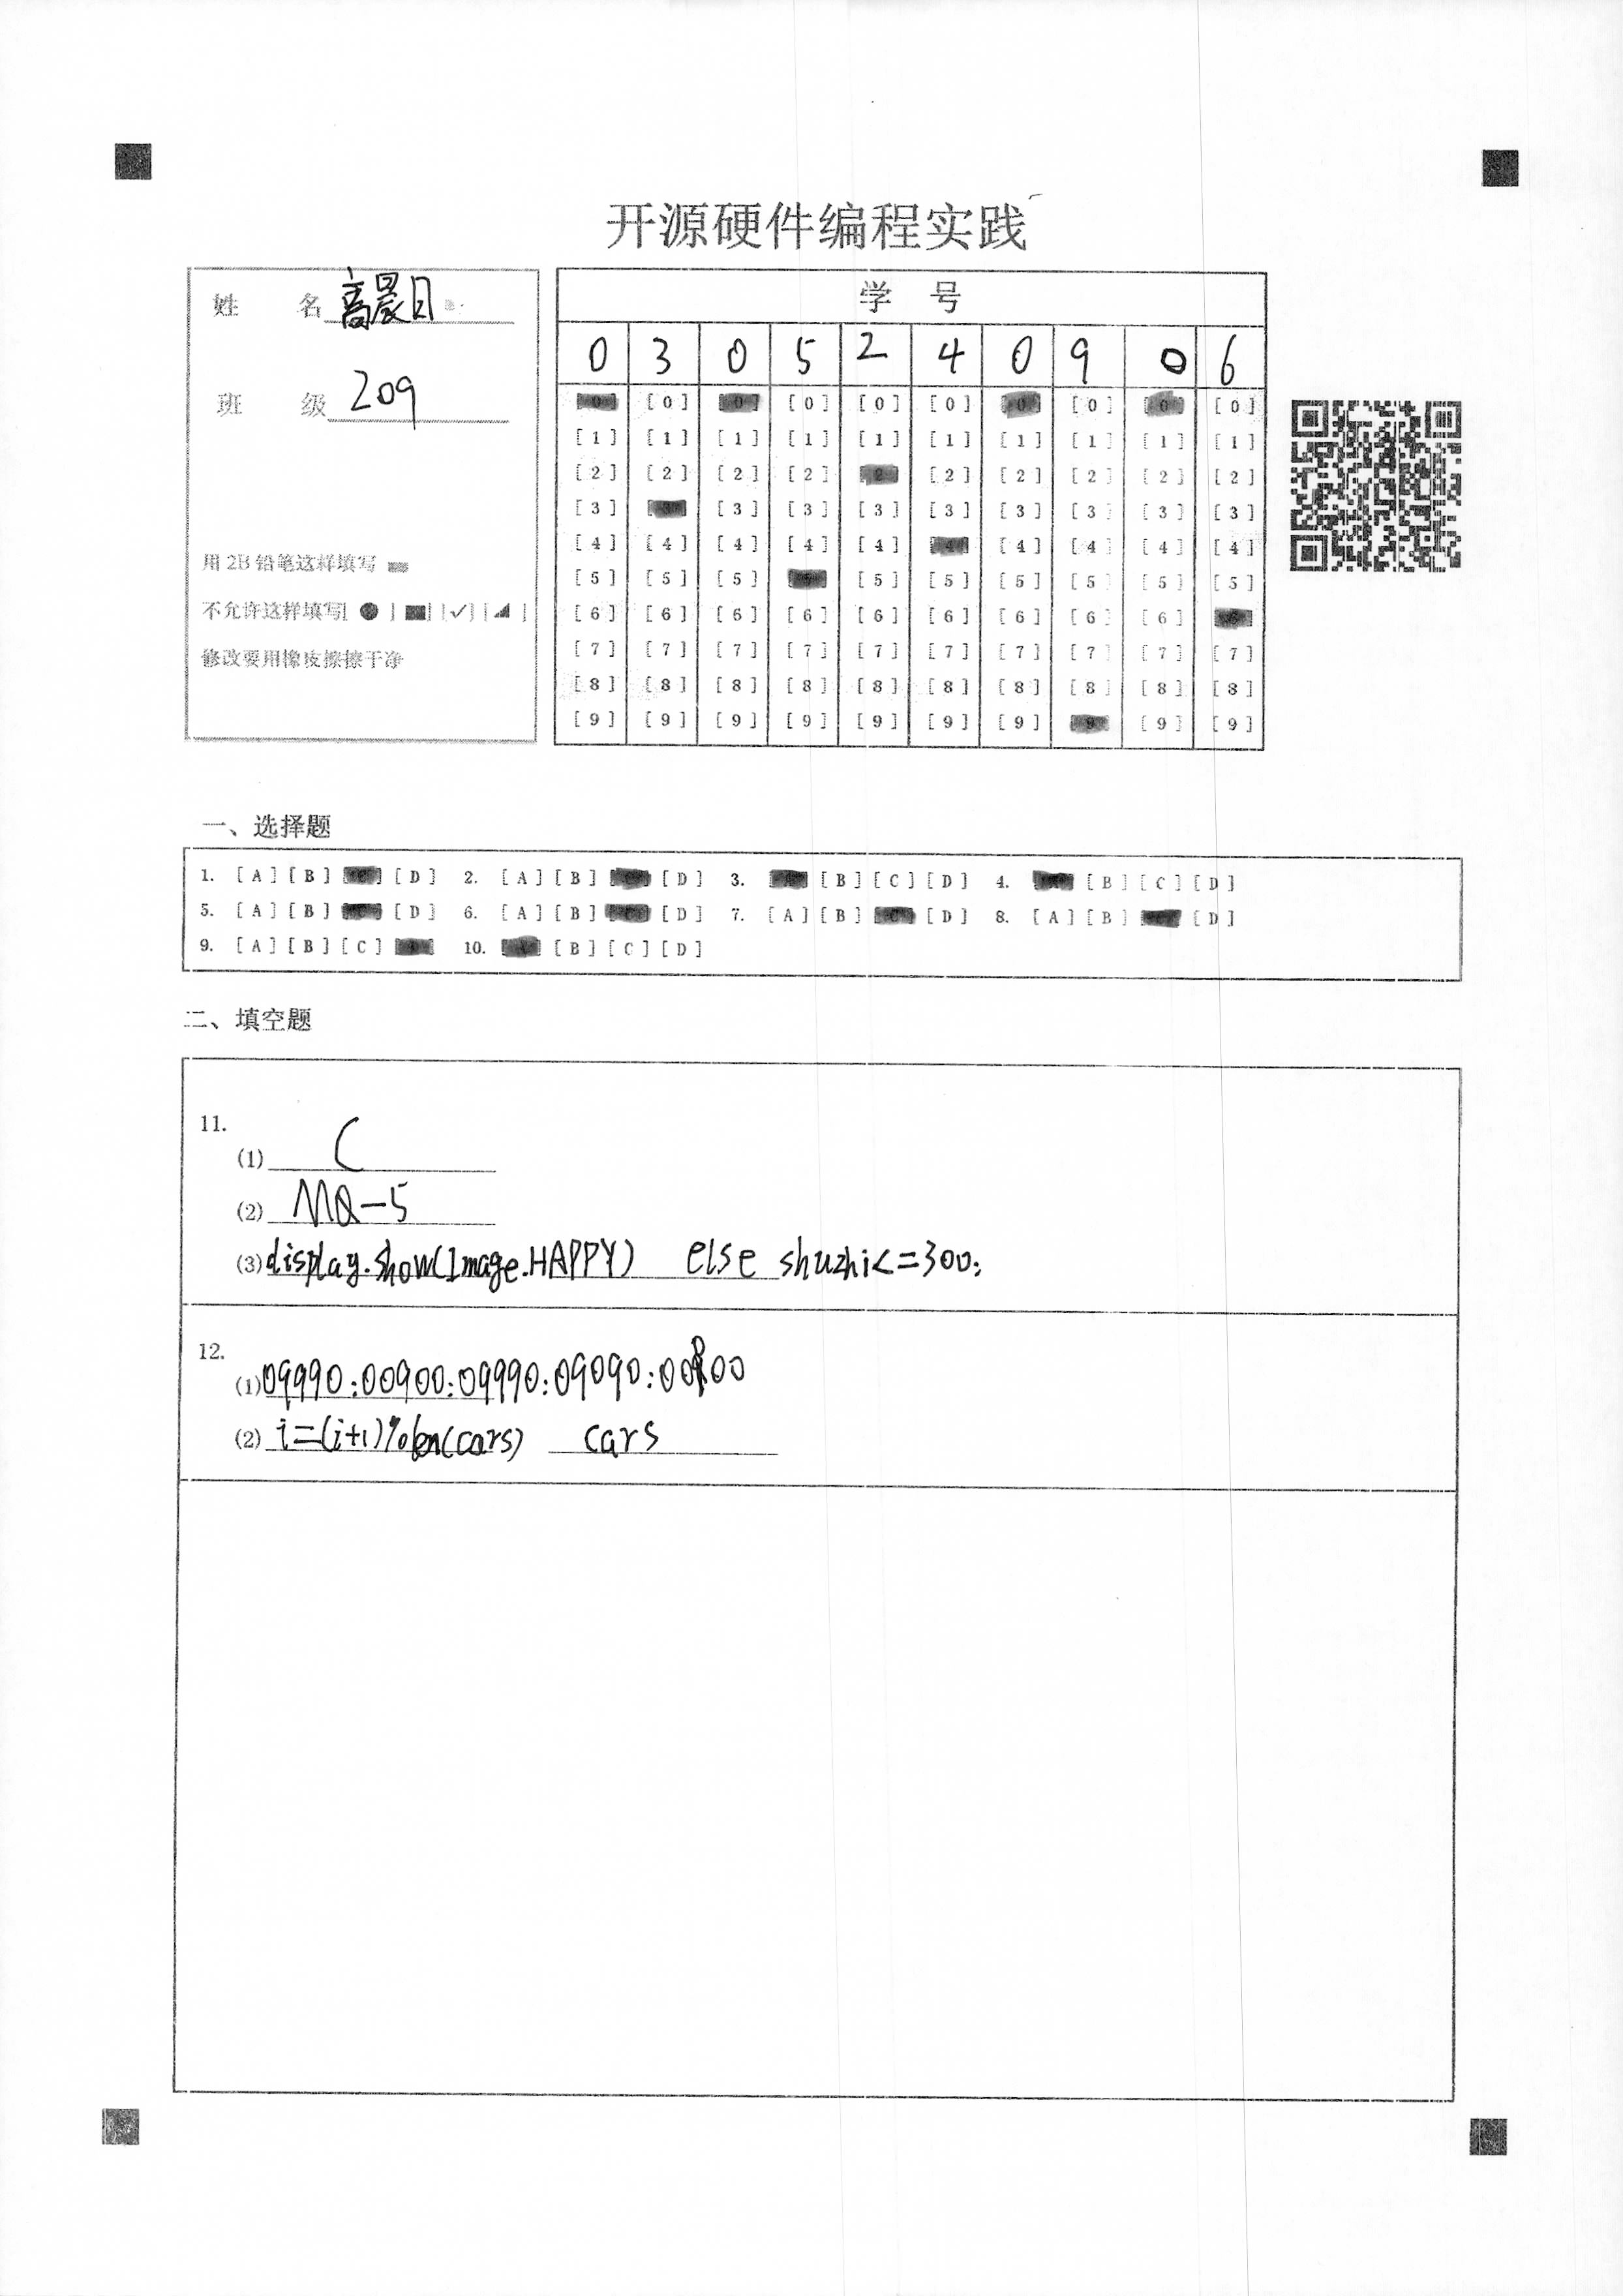 开源硬件编程实践
姓 名 高晨日
班 级 209
用 2B 铅笔这样填写
不允许这样填写[ ● ] [■] [✓] [◢ ]
修改要用橡皮擦擦干净
学 号
0 3 0 5 2 4 0 9 0 6
[0] [0] [0] [0] [0] [0] [0] [0] [0] [0]
[1] [1] [1] [1] [1] [1] [1] [1] [1] [1]
[2] [2] [2] [2] [2] [2] [2] [2] [2] [2]
[3] [3] [3] [3] [3] [3] [3] [3] [3] [3]
[4] [4] [4] [4] [4] [4] [4] [4] [4] [4]
[5] [5] [5] [5] [5] [5] [5] [5] [5] [5]
[6] [6] [6] [6] [6] [6] [6] [6] [6] [6]
[7] [7] [7] [7] [7] [7] [7] [7] [7] [7]
[8] [8] [8] [8] [8] [8] [8] [8] [8] [8]
[9] [9] [9] [9] [9] [9] [9] [9] [9] [9]
一、选择题
1. [A] [B] [C] [D] 2. [A] [B] [C] [D] 3. [A] [B] [C] [D] 4. [A] [B] [C] [D]
5. [A] [B] [C] [D] 6. [A] [B] [C] [D] 7. [A] [B] [C] [D] 8. [A] [B] [C] [D]
9. [A] [B] [C] [D] 10. [A] [B] [C] [D]
二、填空题
11.
(1) C
(2) MQ-5
(3) display.show(Image.HAPPY) else shuzhi<=300:
12.
(1) 09990:00900:09990:09090:00900
(2) i=(i+1)%len(cars) cars